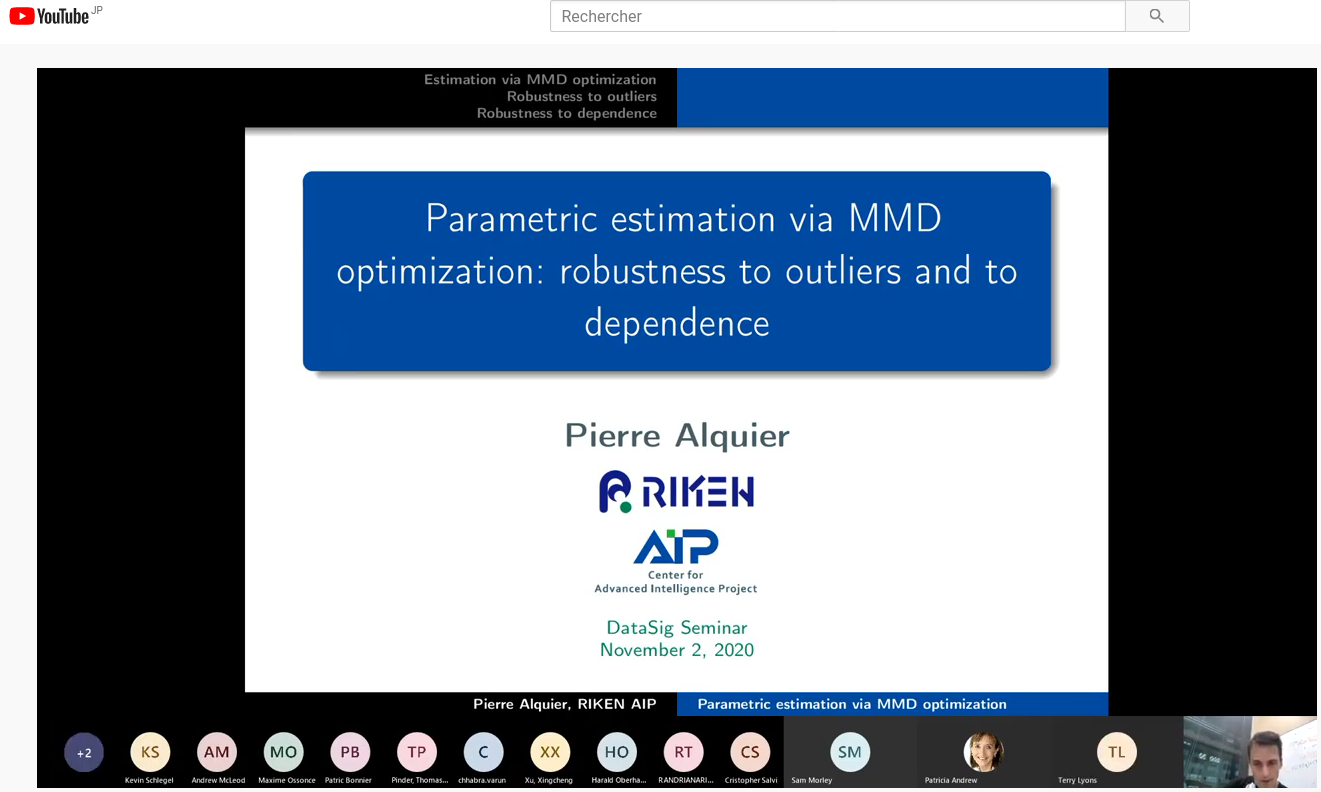 YouTube JP
Rechercher
Estimation via MMD optimization
Robustness to outliers
Robustness to dependence
Parametric estimation via MMD
optimization: robustness to outliers and to
dependence
Pierre Alquier
RIKEN
AIP
Center for
Advanced Intelligence Project
DataSig Seminar
November 2, 2020
Pierre Alquier, RIKEN AIP
Parametric estimation via MMD optimization
+2
KS
AM
MO
PB
TP
C
XX
HO
RT
CS
SM
TL
Kevin Schlegel
Andrew McLeod
Maxime Ossonce
Patric Bonnier
Pinder, Thomas...
chhabra.varun
Xu, Xingcheng
Harald Oberha...
RANDRIANARI...
Cristopher Salvi
Sam Morley
Patricia Andrew
Terry Lyons